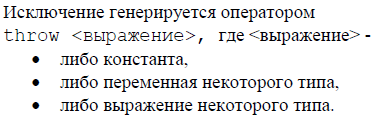 Исключение генерируется оператором
throw <выражение>, где <выражение> -
• либо константа,
• либо переменная некоторого типа,
• либо выражение некоторого типа.